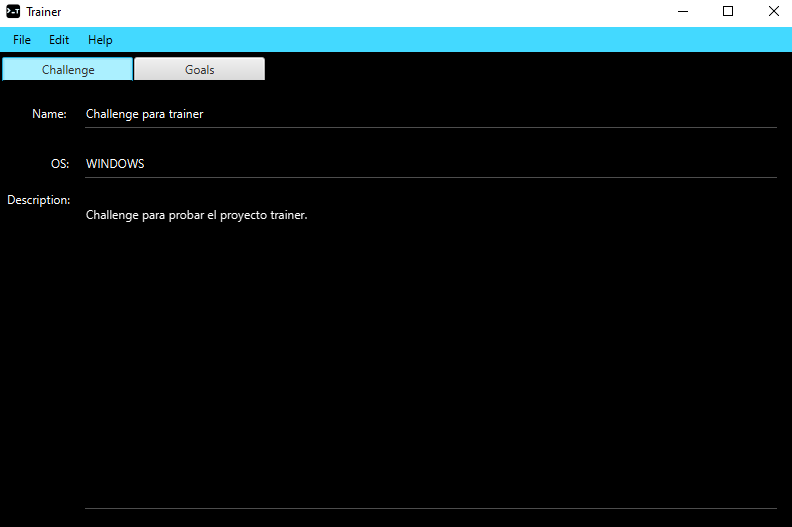 Trainer
File Edit Help
Challenge Goals
Name: Challenge para trainer
OS: WINDOWS
Description:
Challenge para probar el proyecto trainer.